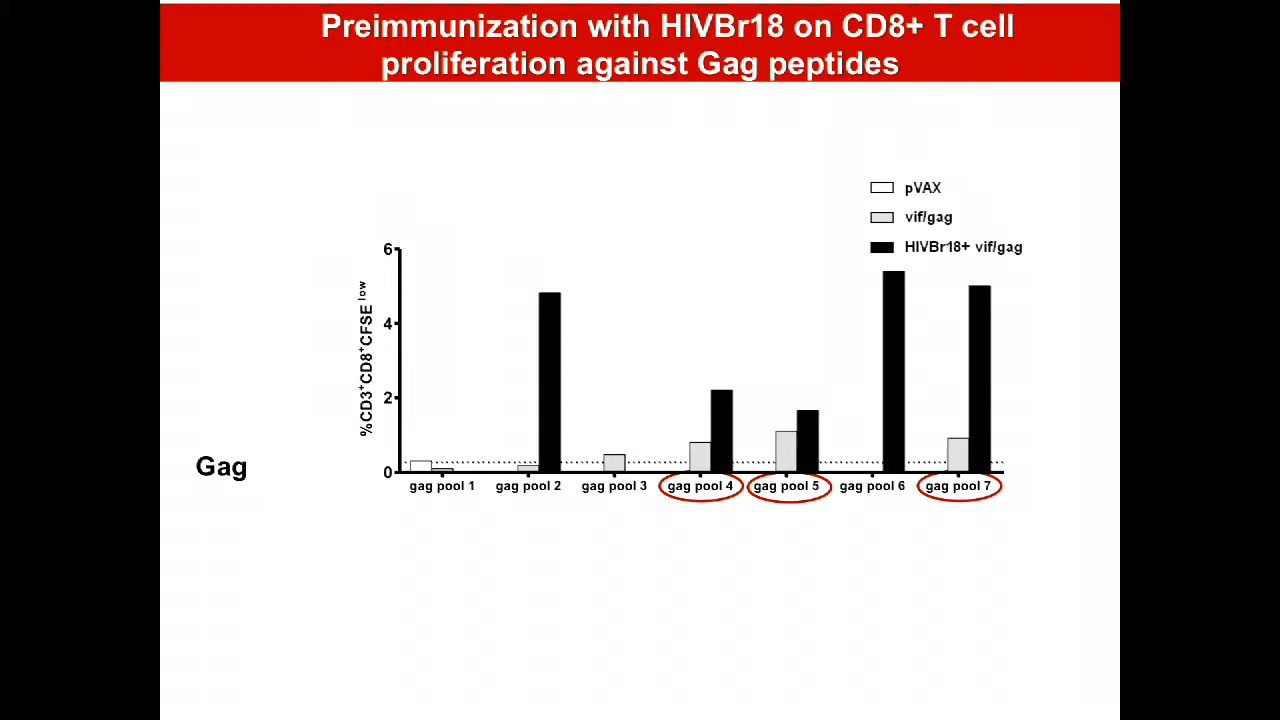 Preimmunization with HIVBr18 on CD8+ T cell
proliferation against Gag peptides
pVAX
vif/gag
HIVBr18+ vif/gag
%CD3+CD8+CFSE low
6
4
2
0
Gag
gag pool 1
gag pool 2
gag pool 3
gag pool 4
gag pool 5
gag pool 6
gag pool 7